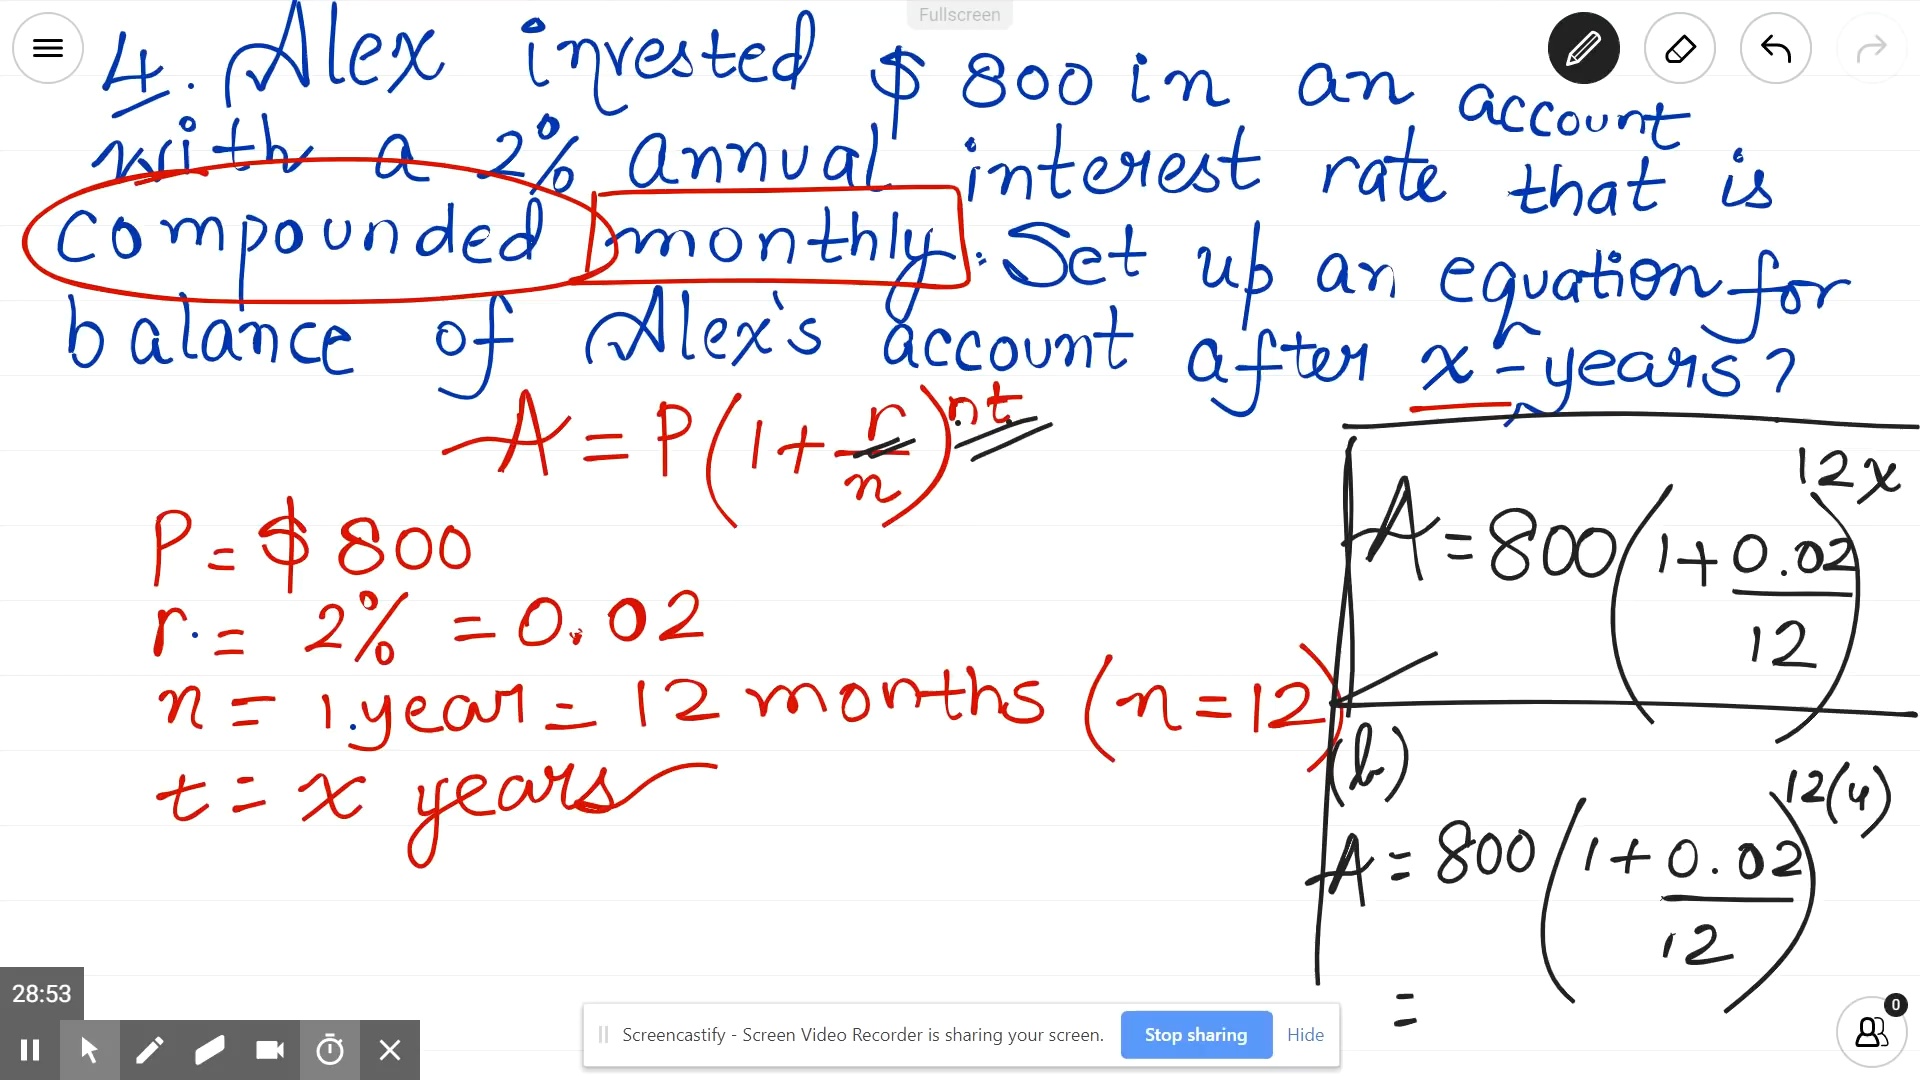 Fullscreen
4. Alex invested $800 in an account
with a 2% annual interest rate that is
compounded monthly. Set up an equation for
balance of Alex's account after x-years?
A = P(1 + r/n)^nt
P = $800
r = 2% = 0.02
n = 1 year = 12 months (n = 12)
t = x years
A = 800(1 + 0.02/12)^12x
(b)
A = 800(1 + 0.02/12)^12(4)
=
28:53
Screencastify - Screen Video Recorder is sharing your screen.
Stop sharing
Hide
0